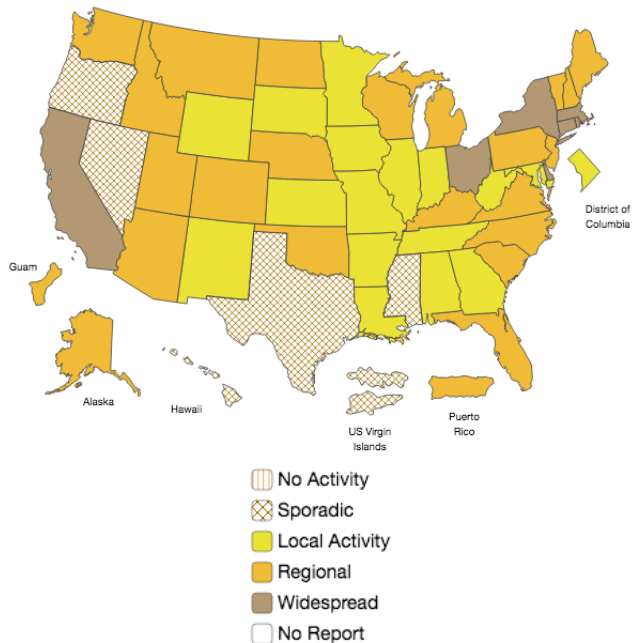 District of
Columbia
Guam
Alaska
Hawaii
US Virgin
Islands
Puerto
Rico
No Activity
Sporadic
Local Activity
Regional
Widespread
No Report